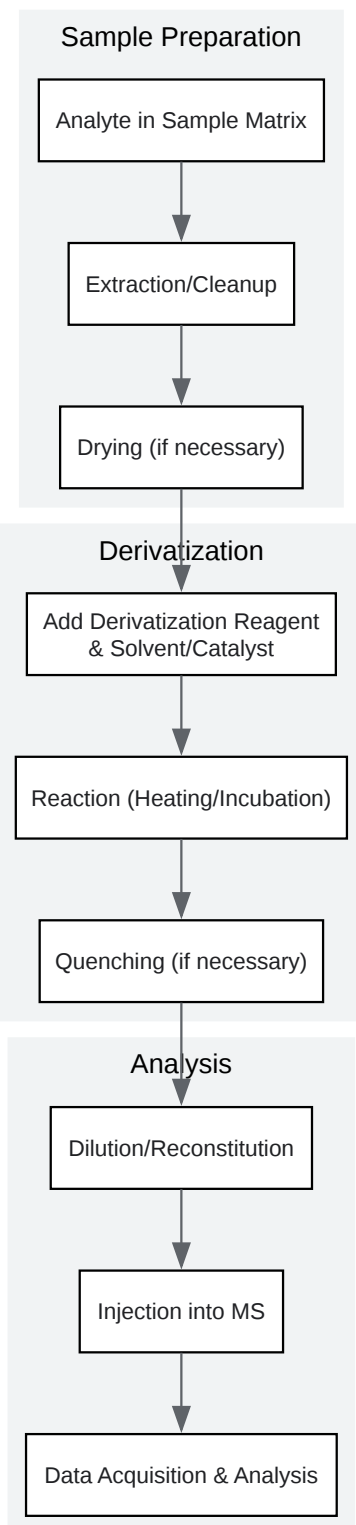 Sample Preparation
Analyte in Sample Matrix
Extraction/Cleanup
Drying (if necessary)
Derivatization
Add Derivatization Reagent
& Solvent/Catalyst
Reaction (Heating/Incubation)
Quenching (if necessary)
Analysis
Dilution/Reconstitution
Injection into MS
Data Acquisition & Analysis